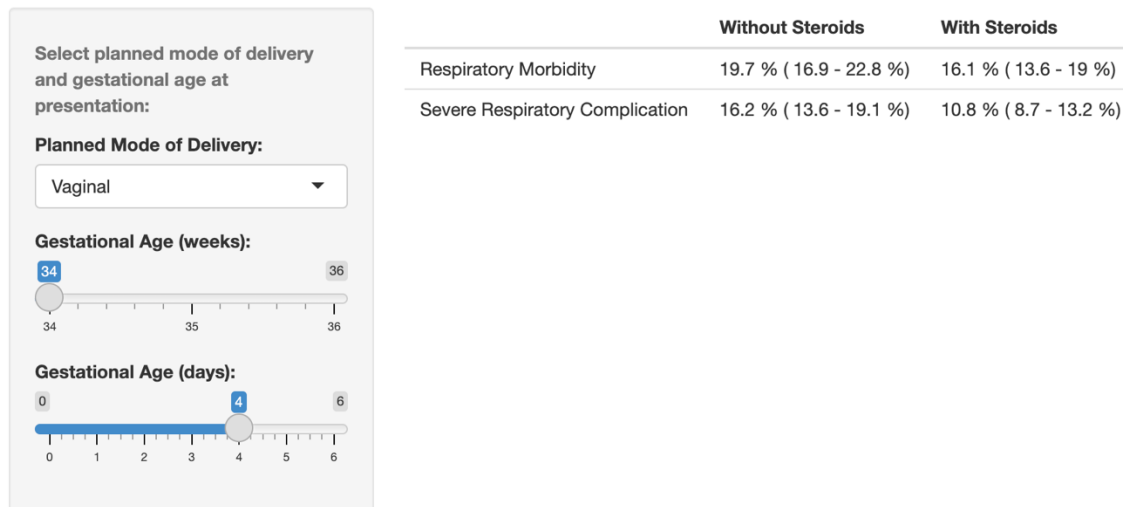 Select planned mode of delivery
and gestational age at
presentation:
Planned Mode of Delivery:
Vaginal
Gestational Age (weeks):
34 36
34 35 36
Gestational Age (days):
0 4 6
0 1 2 3 4 5 6
Without Steroids With Steroids
Respiratory Morbidity 19.7 % ( 16.9 - 22.8 %) 16.1 % ( 13.6 - 19 %)
Severe Respiratory Complication 16.2 % ( 13.6 - 19.1 %) 10.8 % ( 8.7 - 13.2 %)